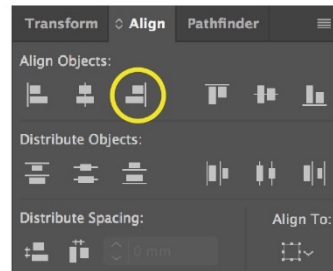 Transform Align Pathfinder
Align Objects:
Distribute Objects:
Distribute Spacing: Align To:
0 mm